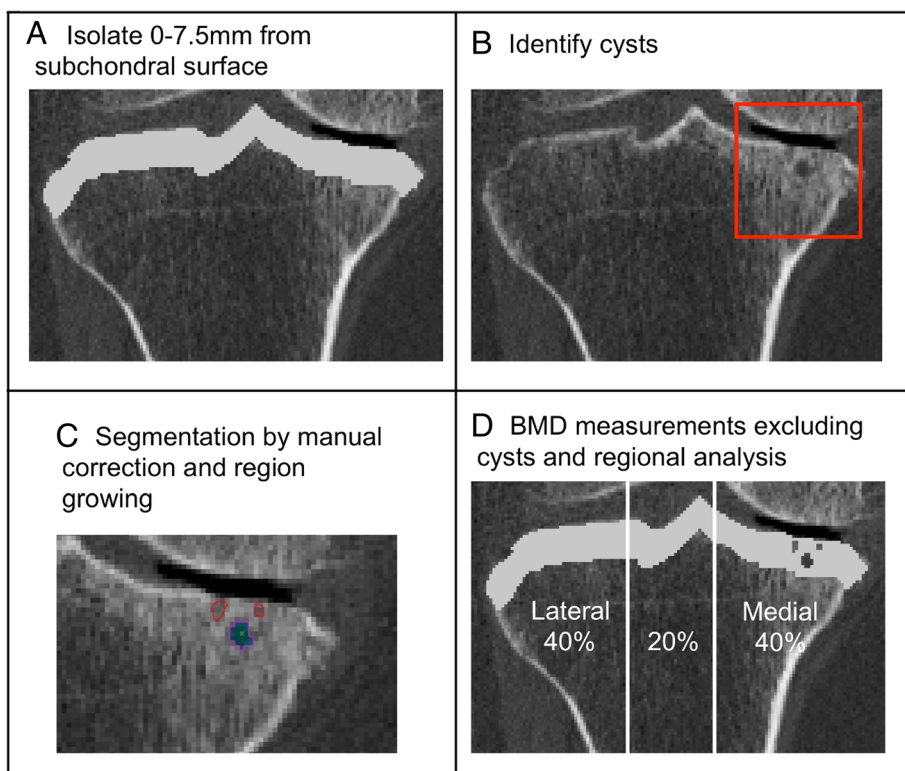 A Isolate 0-7.5mm from
subchondral surface
B Identify cysts
C Segmentation by manual
correction and region
growing
D BMD measurements excluding
cysts and regional analysis
Lateral
40%
20%
Medial
40%